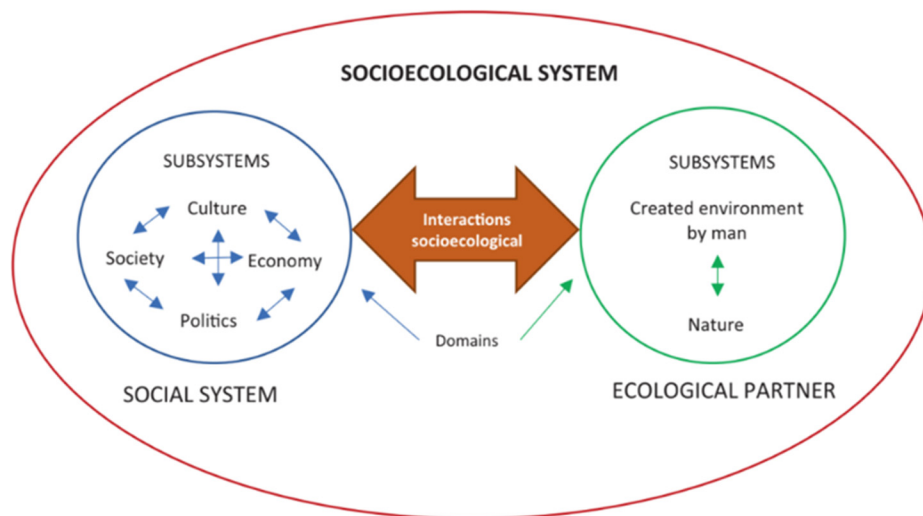 SOCIOECOLOGICAL SYSTEM
SUBSYSTEMS
Culture
Society
Economy
Politics
SOCIAL SYSTEM
Interactions
socioecological
Domains
SUBSYSTEMS
Created environment
by man
Nature
ECOLOGICAL PARTNER